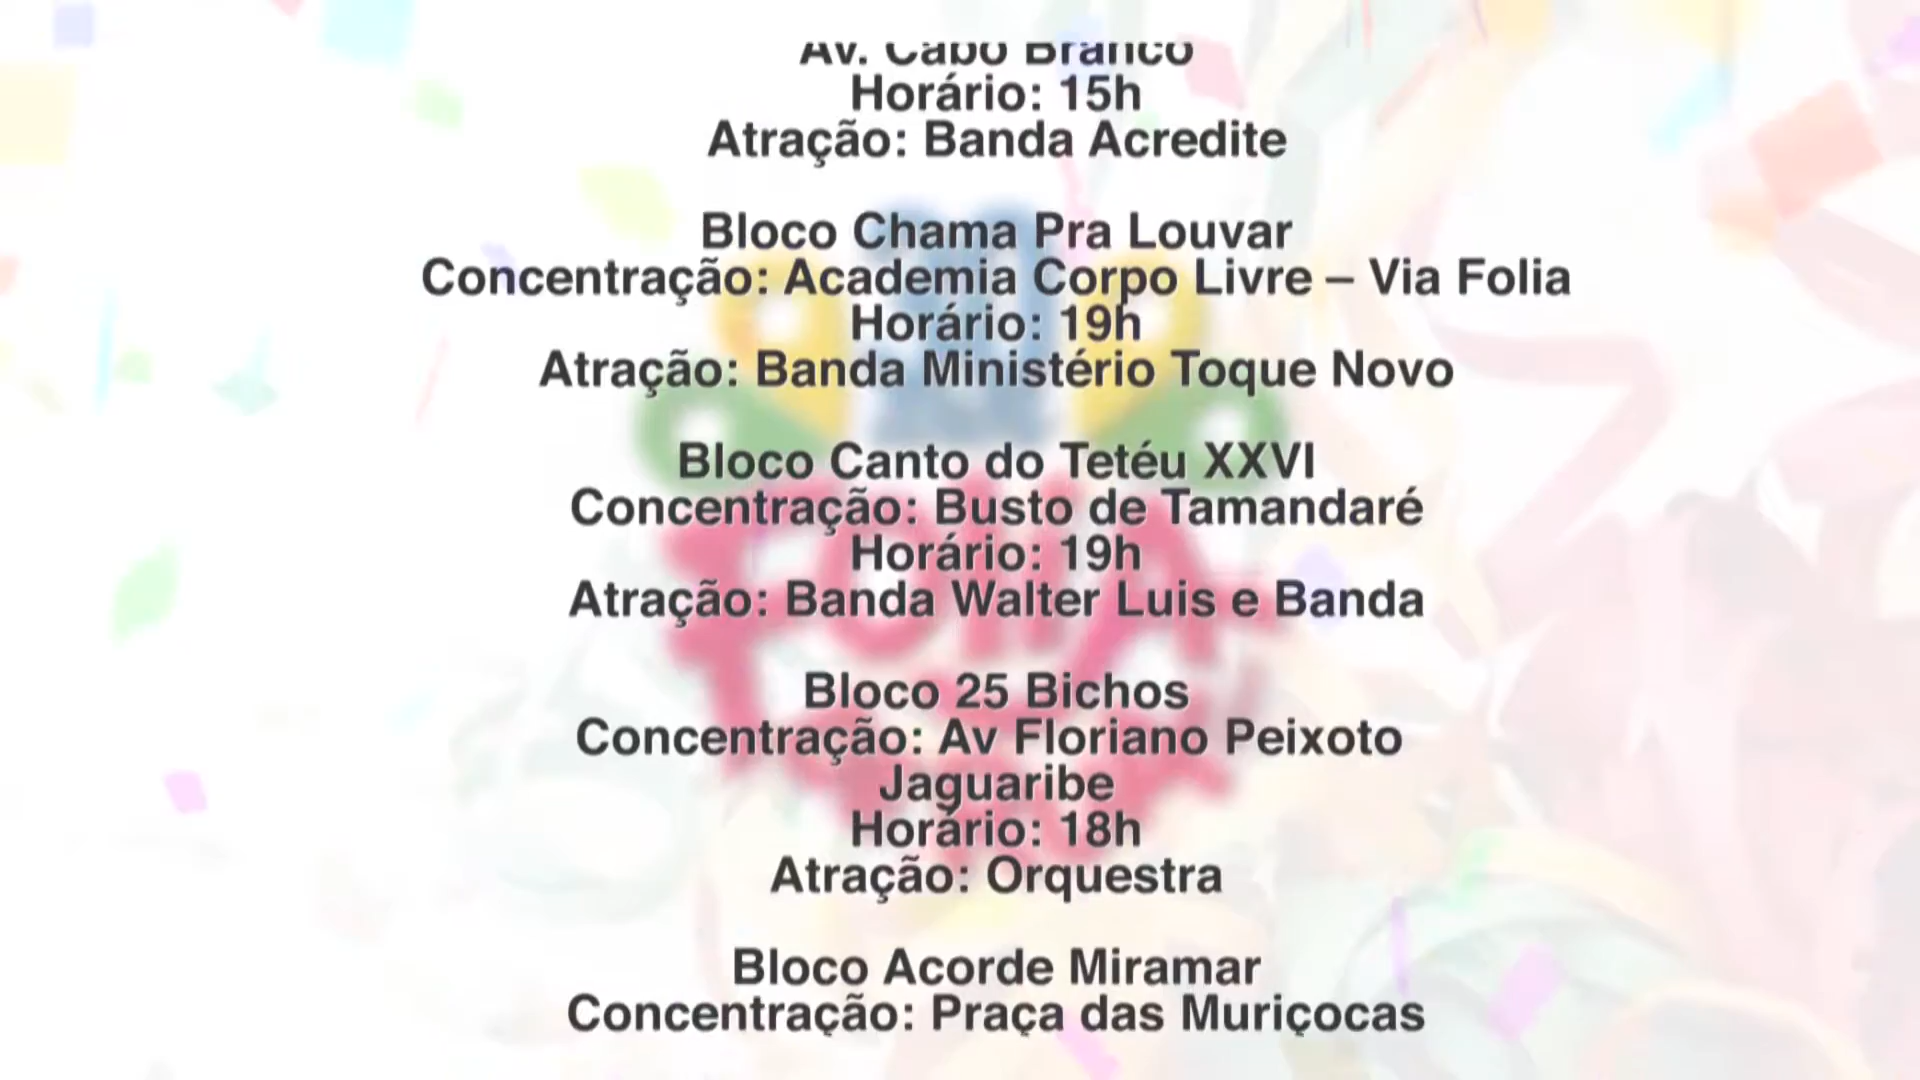 Av. Cabo Branco
Horário: 15h
Atração: Banda Acredite
Bloco Chama Pra Louvar
Concentração: Academia Corpo Livre – Via Folia
Horário: 19h
Atração: Banda Ministério Toque Novo
Bloco Canto do Tetéu XXVI
Concentração: Busto de Tamandaré
Horário: 19h
Atração: Banda Walter Luis e Banda
Bloco 25 Bichos
Concentração: Av Floriano Peixoto
Jaguaribe
Horário: 18h
Atração: Orquestra
Bloco Acorde Miramar
Concentração: Praça das Muriçocas